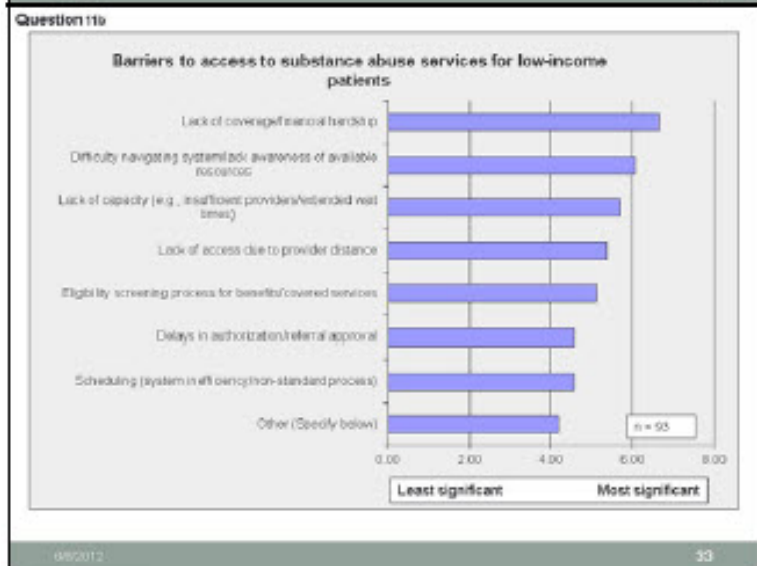 Question 11b
Barriers to access to substance abuse services for low-income
patients
Lack of coverage/financial hardship
Difficulty navigating system/lack awareness of available
resources
Lack of capacity (e.g., insufficient providers/extended wait
times)
Lack of access due to provider distance
Eligibility screening process for benefits/covered services
Delays in authorization/referral approval
Scheduling (system inefficiency/non-standard process)
Other (Specify below)
n = 93
0.00 2.00 4.00 6.00 8.00
Least significant Most significant
6/8/2012 33